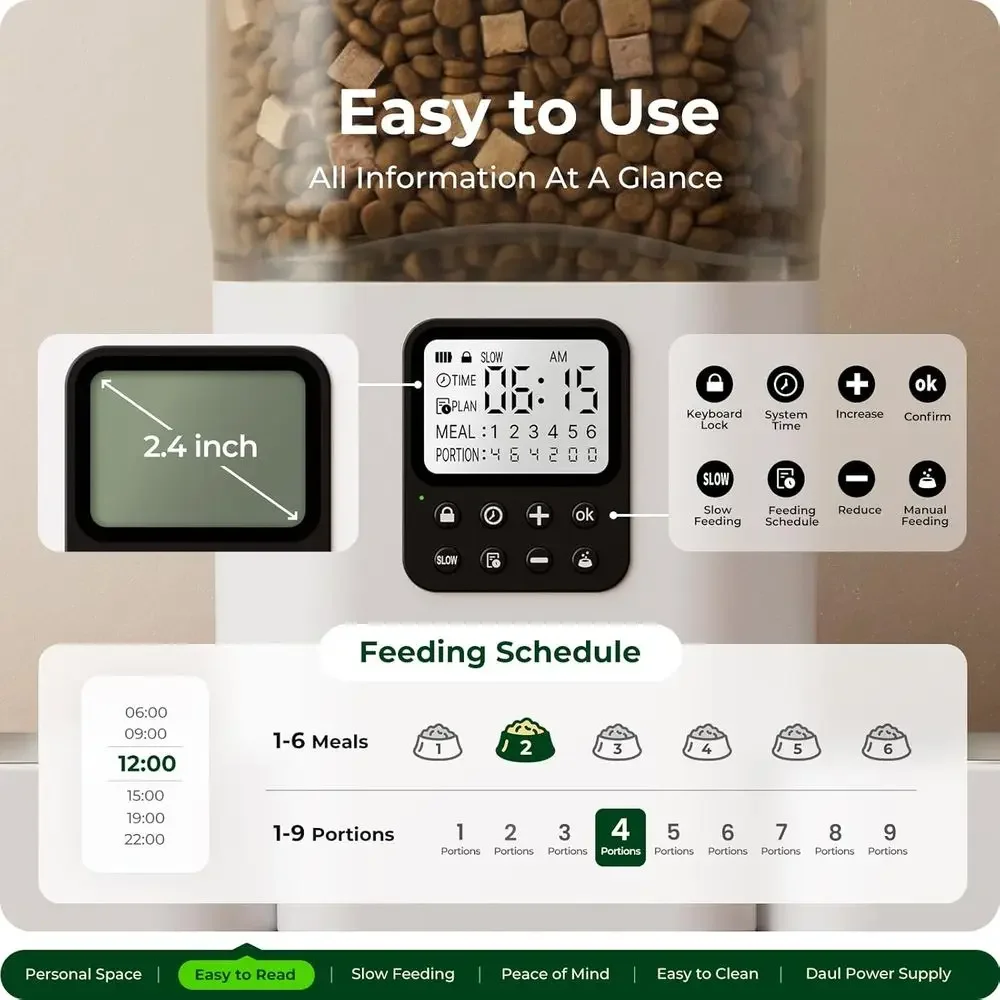 Easy to Use
All Information At A Glance
2.4 inch
SLOW AM
TIME 06:15
PLAN
MEAL :1 2 3 4 5 6
PORTION:4 6 4 2 0 0
ok
SLOW
ok
Keyboard Lock
System Time
Increase
Confirm
SLOW
Slow Feeding
Feeding Schedule
Reduce
Manual Feeding
Feeding Schedule
06:00
09:00
12:00
15:00
19:00
22:00
1-6 Meals
1 2 3 4 5 6
1-9 Portions
1 2 3 4 5 6 7 8 9
Portions Portions Portions Portions Portions Portions Portions Portions Portions
Personal Space | Easy to Read | Slow Feeding | Peace of Mind | Easy to Clean | Daul Power Supply